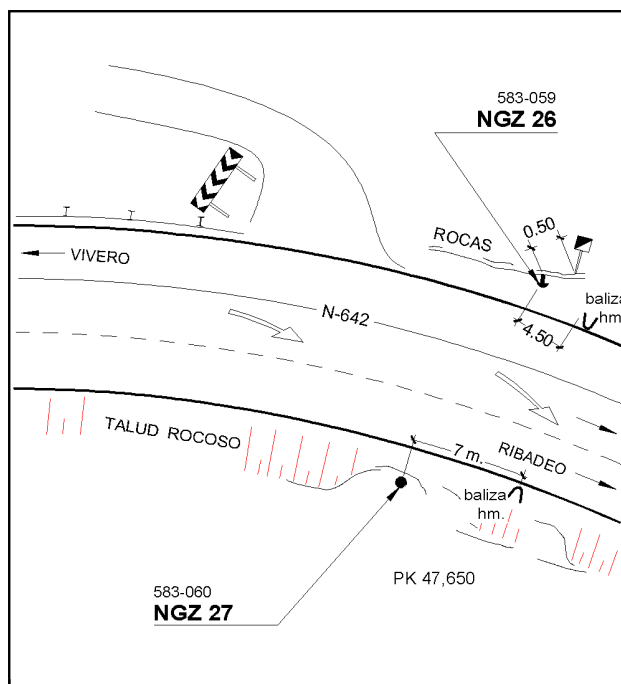 583-059
NGZ 26
0.50
ROCAS
VIVERO
baliza
hm.
N-642
4.50
TALUD ROCOSO
7 m.
RIBADEO
baliza
hm.
PK 47,650
583-060
NGZ 27